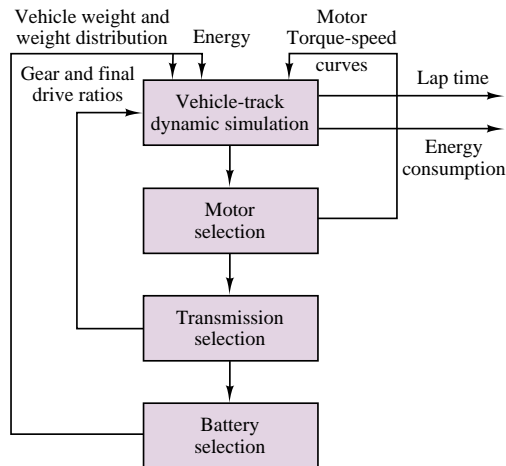 Vehicle weight and
weight distribution
Energy
Motor
Torque-speed
curves
Gear and final
drive ratios
Vehicle-track
dynamic simulation
Lap time
Energy
consumption
Motor
selection
Transmission
selection
Battery
selection